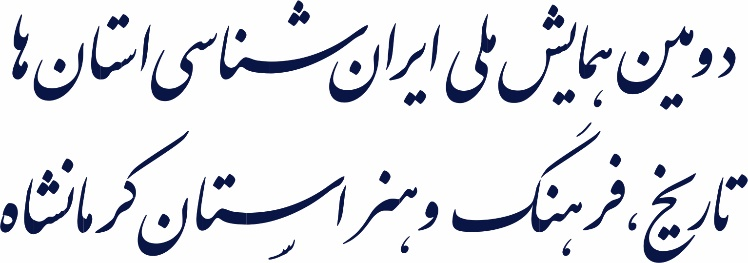 دومین همایش ملی ایران‌شناسی استان ها
تاریخ، فرهنگ و هنر استان کرمانشاه